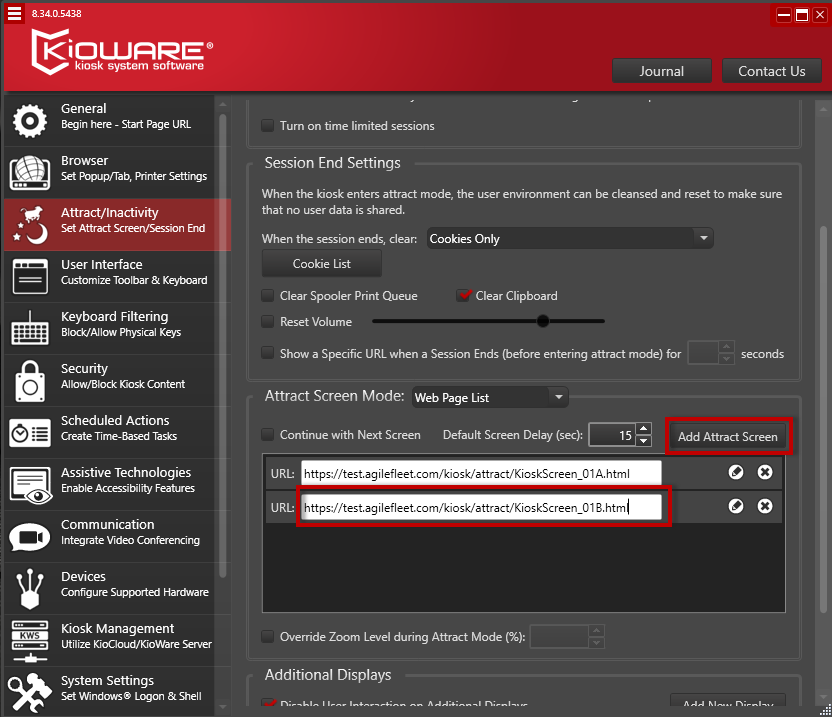 8.34.0.5438
KIOWARE®
kiosk system software
Journal
Contact Us
General
Begin here - Start Page URL
Browser
Set Popup/Tab, Printer Settings
Attract/Inactivity
Set Attract Screen/Session End
User Interface
Customize Toolbar & Keyboard
Keyboard Filtering
Block/Allow Physical Keys
Security
Allow/Block Kiosk Content
Scheduled Actions
Create Time-Based Tasks
Assistive Technologies
Enable Accessibility Features
Communication
Integrate Video Conferencing
Devices
Configure Supported Hardware
KWS
Kiosk Management
Utilize KioCloud/KioWare Server
System Settings
Set Windows® Logon & Shell
Turn on time limited sessions
Session End Settings
When the kiosk enters attract mode, the user environment can be cleansed and reset to make sure
that no user data is shared.
When the session ends, clear: Cookies Only
Cookie List
Clear Spooler Print Queue Clear Clipboard
Reset Volume
Show a Specific URL when a Session Ends (before entering attract mode) for seconds
Attract Screen Mode: Web Page List
Continue with Next Screen Default Screen Delay (sec): 15 Add Attract Screen
URL: https://test.agilefleet.com/kiosk/attract/KioskScreen_01A.html
URL: https://test.agilefleet.com/kiosk/attract/KioskScreen_01B.html
Override Zoom Level during Attract Mode (%):
Additional Displays
Disable User Interaction on Additional Displays Add New Display